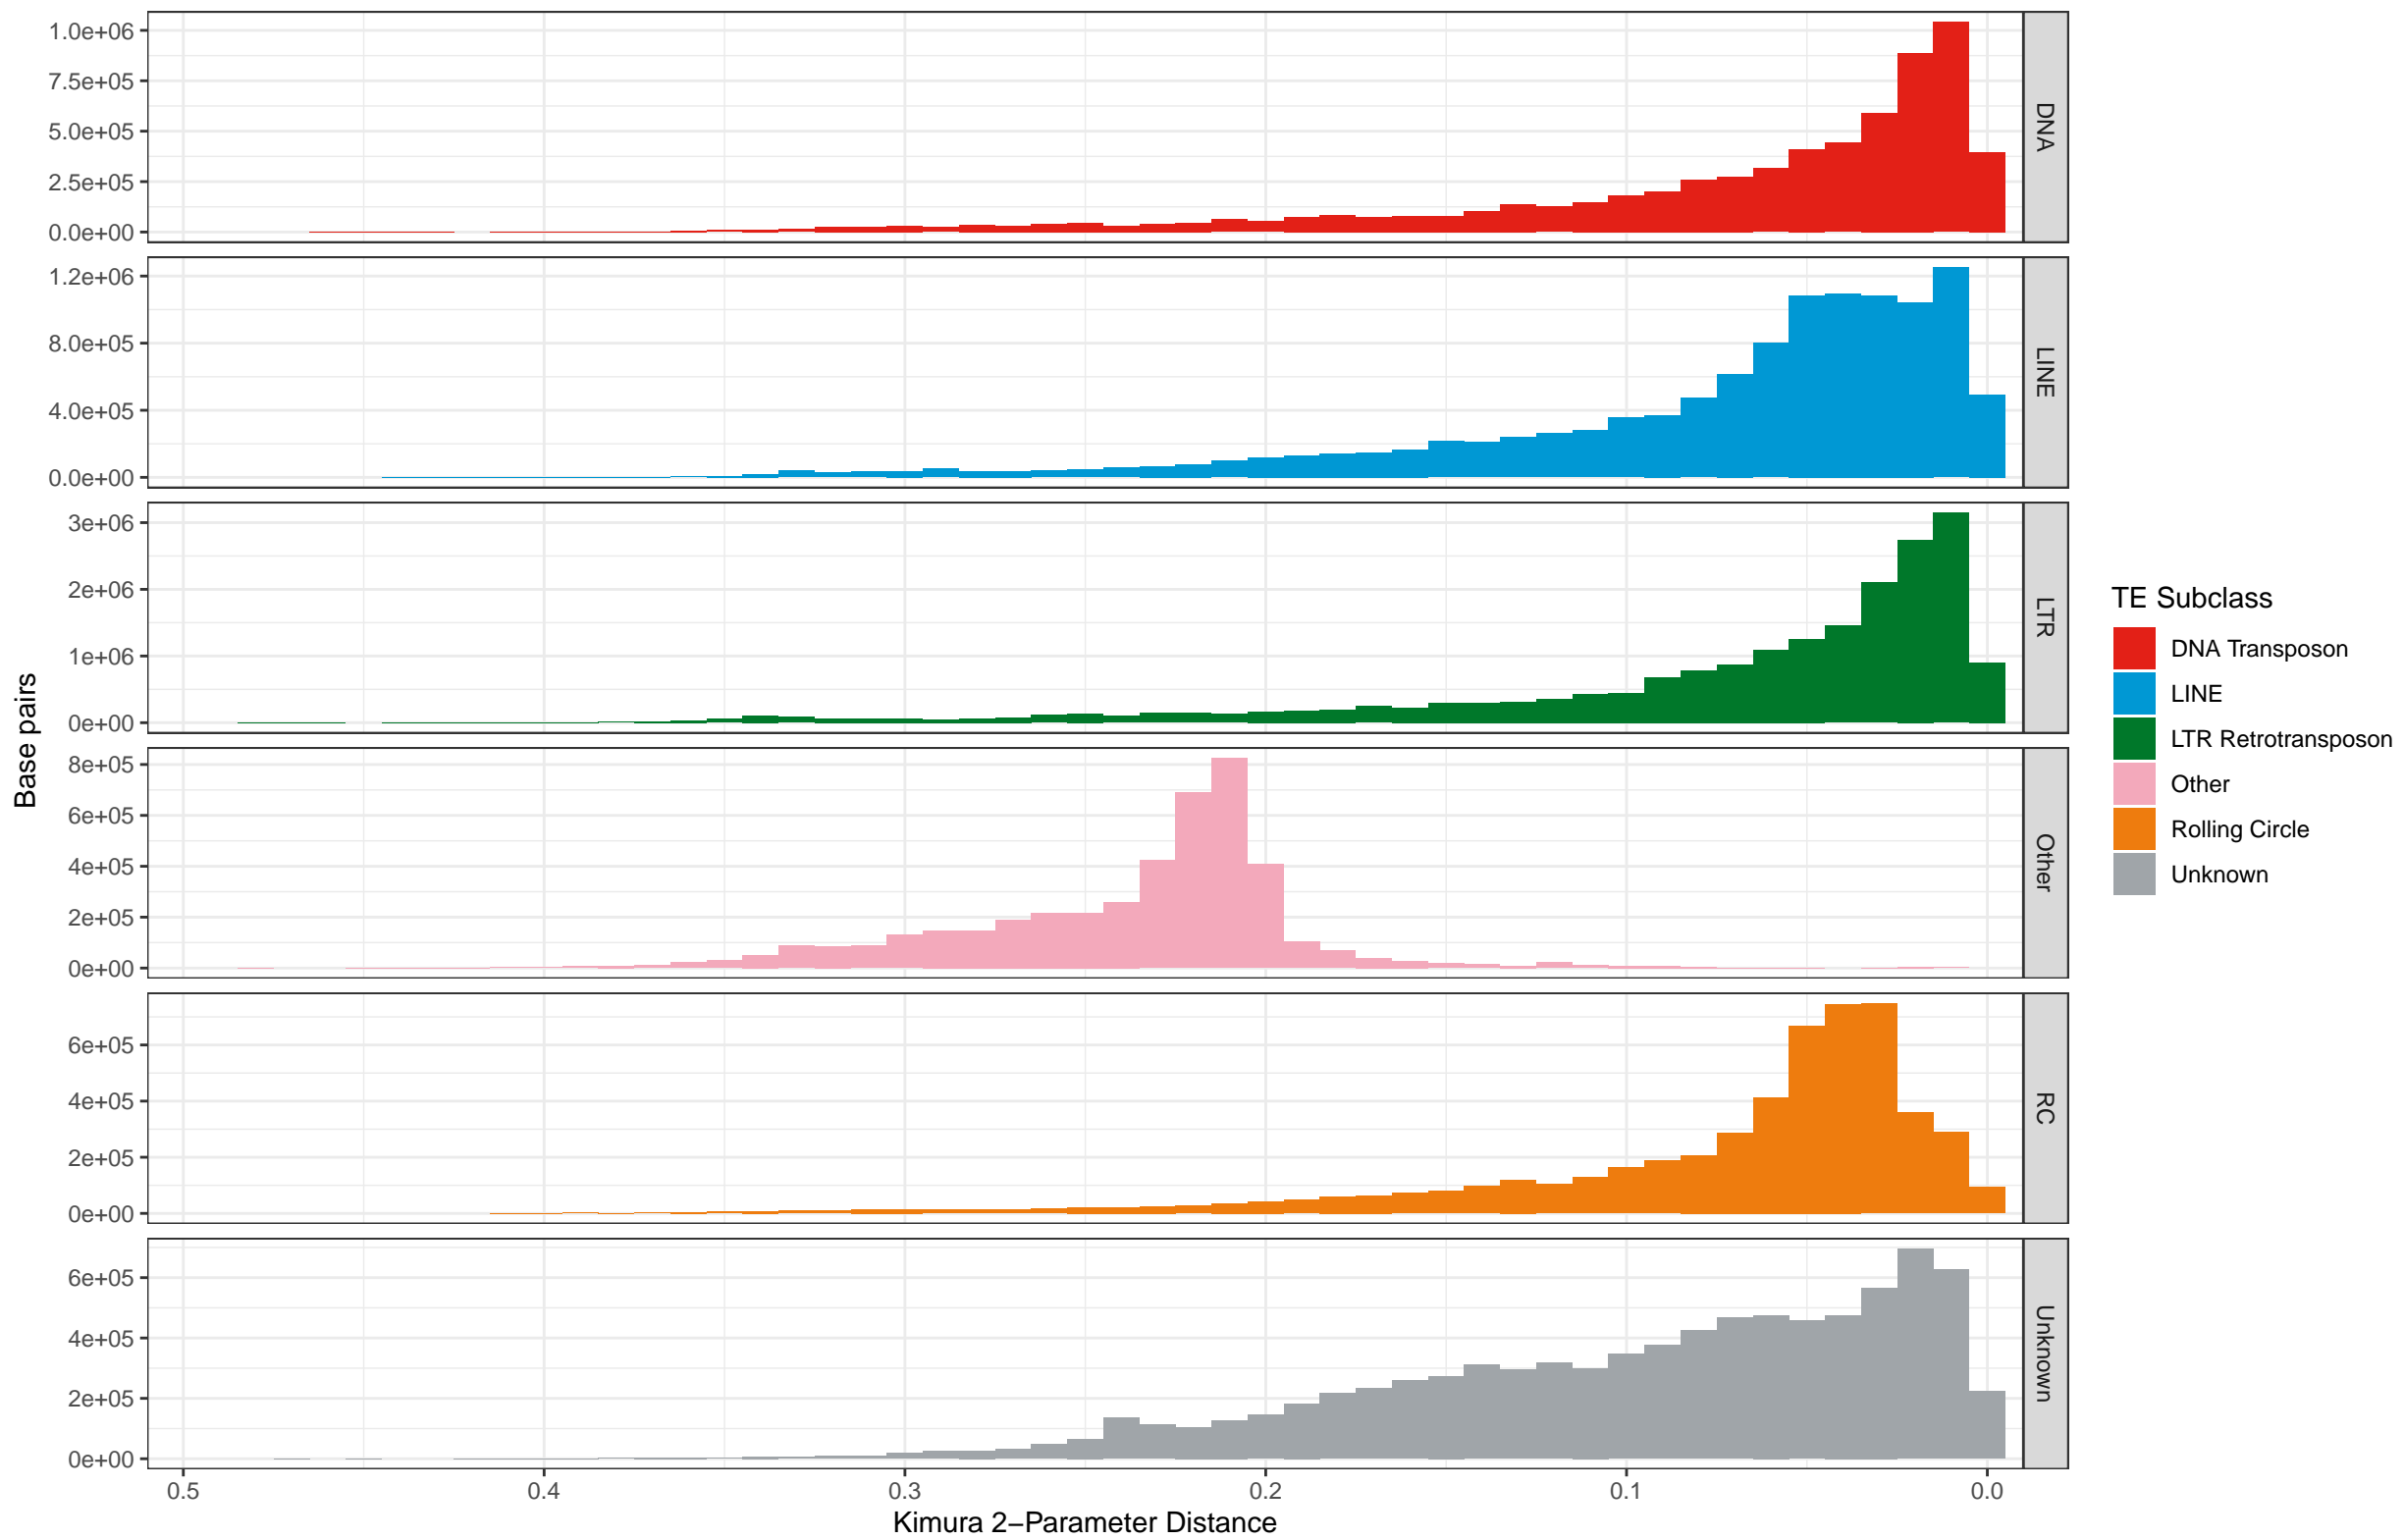 1.0e+06
7.5e+05
5.0e+05
2.5e+05
0.0e+00
DNA
1.2e+06
8.0e+05
4.0e+05
0.0e+00
LINE
3e+06
2e+06
1e+06
0e+00
LTR
8e+05
6e+05
4e+05
2e+05
0e+00
Other
6e+05
4e+05
2e+05
0e+00
RC
6e+05
4e+05
2e+05
0e+00
Unknown
0.5 0.4 0.3 0.2 0.1 0.0
Kimura 2−Parameter Distance
Base pairs
TE Subclass
DNA Transposon
LINE
LTR Retrotransposon
Other
Rolling Circle
Unknown